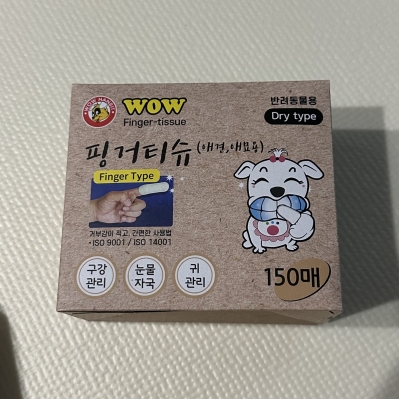 WOW
Finger-tissue
반려동물용
Dry type
핑거티슈 (애견,애묘용)
Finger Type
거부감이 적고, 간편한 사용법
• ISO 9001 / ISO 14001
구강
관리
눈물
자국
귀
관리
150매